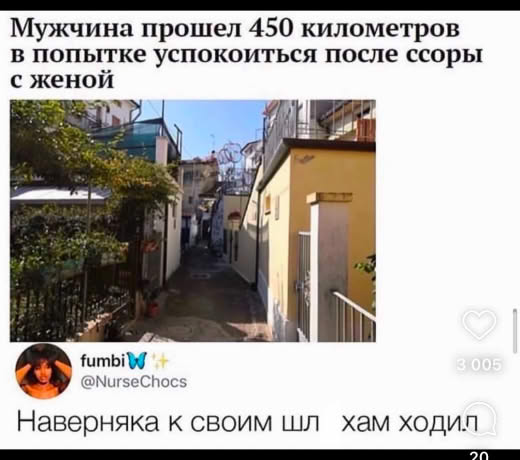 Мужчина прошел 450 километров
в попытке успокоиться после ссоры
с женой
fumbi
@NurseChocs
Наверняка к своим шл хам ходил
3 005
20